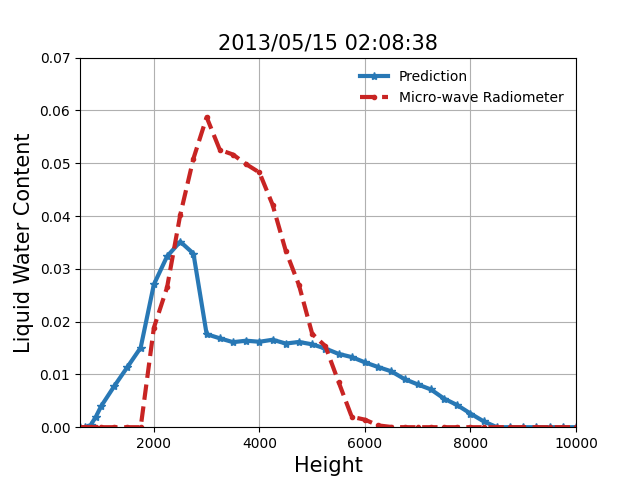 2013/05/15 02:08:38
Prediction
Micro-wave Radiometer
Liquid Water Content
0.07
0.06
0.05
0.04
0.03
0.02
0.01
0.00
2000 4000 6000 8000 10000
Height